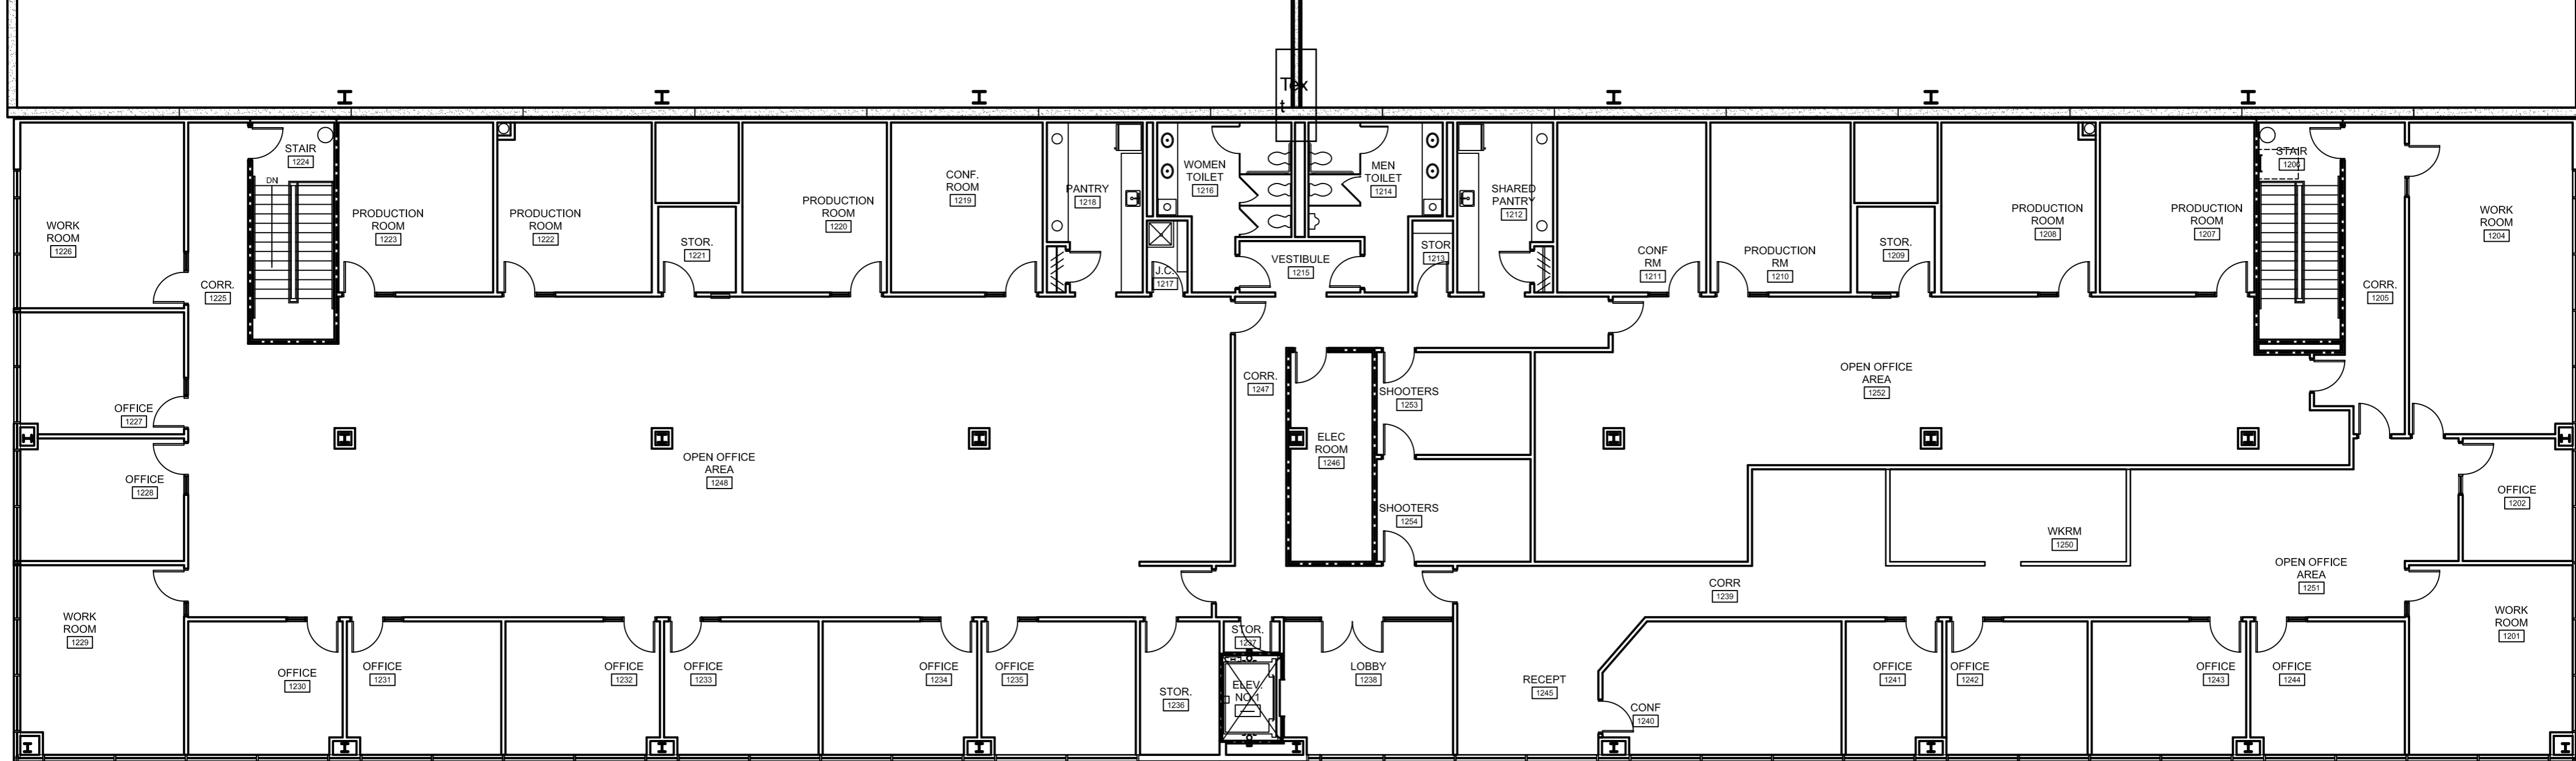 Tex
t
STAIR
1224
DN
WORK
ROOM
1226
CORR.
1225
PRODUCTION
ROOM
1223
PRODUCTION
ROOM
1222
STOR.
1221
PRODUCTION
ROOM
1220
CONF.
ROOM
1219
PANTRY
1218
J.C.
1217
WOMEN
TOILET
1216
VESTIBULE
1215
MEN
TOILET
1214
STOR
1213
SHARED
PANTRY
1212
CONF
RM
1211
PRODUCTION
RM
1210
STOR.
1209
PRODUCTION
ROOM
1208
PRODUCTION
ROOM
1207
STAIR
1206
CORR.
1205
WORK
ROOM
1204
OFFICE
1227
OFFICE
1228
OPEN OFFICE
AREA
1248
CORR.
1247
ELEC
ROOM
1246
SHOOTERS
1253
SHOOTERS
1254
OPEN OFFICE
AREA
1252
WKRM
1250
OFFICE
1202
OPEN OFFICE
AREA
1251
CORR
1239
WORK
ROOM
1229
OFFICE
1230
OFFICE
1231
OFFICE
1232
OFFICE
1233
OFFICE
1234
OFFICE
1235
STOR.
1236
STOR.
1237
ELEV.
NO.1
LOBBY
1238
RECEPT
1245
CONF
1240
OFFICE
1241
OFFICE
1242
OFFICE
1243
OFFICE
1244
WORK
ROOM
1201